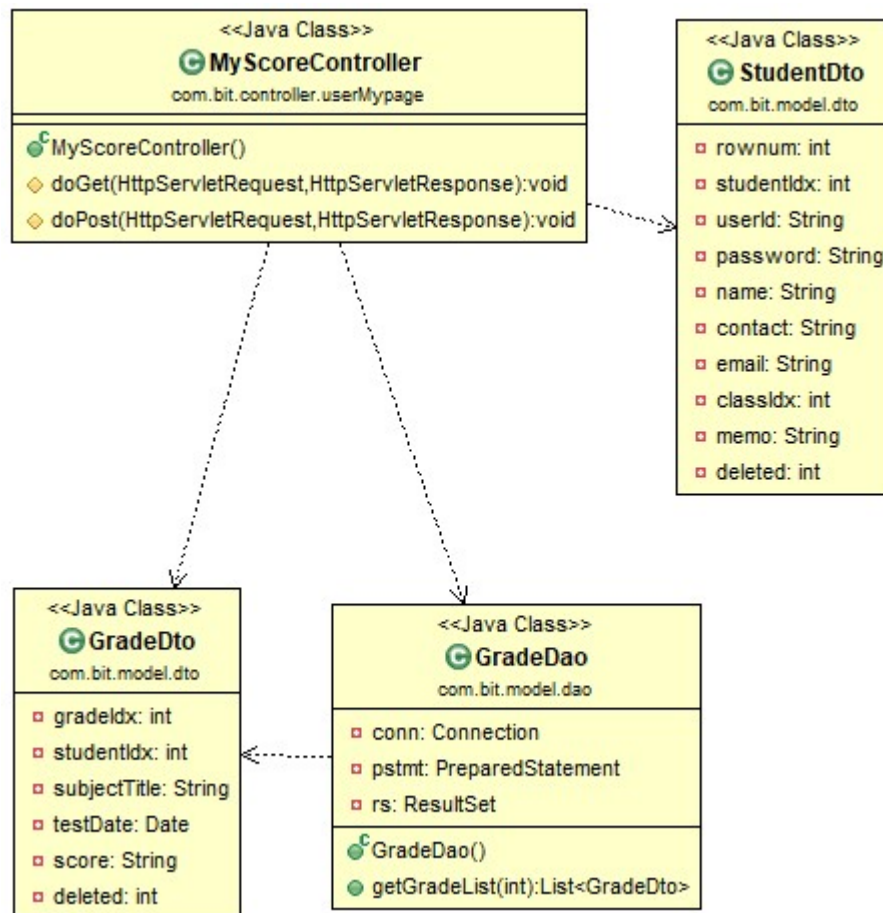 <<Java Class>>
MyScoreController
com.bit.controller.userMypage
MyScoreController()
doGet(HttpServletRequest,HttpServletResponse):void
doPost(HttpServletRequest,HttpServletResponse):void
<<Java Class>>
StudentDto
com.bit.model.dto
rownum: int
studentIdx: int
userId: String
password: String
name: String
contact: String
email: String
classIdx: int
memo: String
deleted: int
<<Java Class>>
GradeDto
com.bit.model.dto
gradeIdx: int
studentIdx: int
subjectTitle: String
testDate: Date
score: String
deleted: int
<<Java Class>>
GradeDao
com.bit.model.dao
conn: Connection
pstmt: PreparedStatement
rs: ResultSet
GradeDao()
getGradeList(int):List<GradeDto>